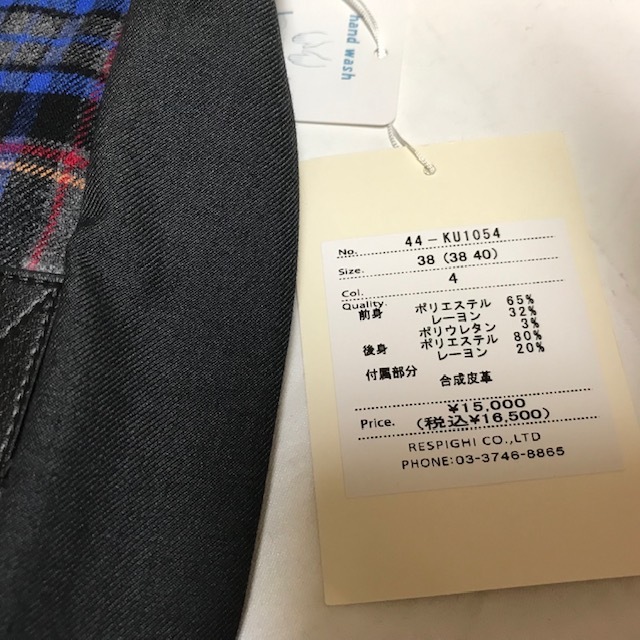 hand wash
No. 44-KU1054
Size. 38 (38 40)
Col. 4
Quality.
前身 ポリエステル 65%
レーヨン 32%
ポリウレタン 3%
後身 ポリエステル 80%
レーヨン 20%
付属部分 合成皮革
¥15,000
Price. (税込¥16,500)
RESPIGHI CO.,LTD
PHONE:03-3746-8865